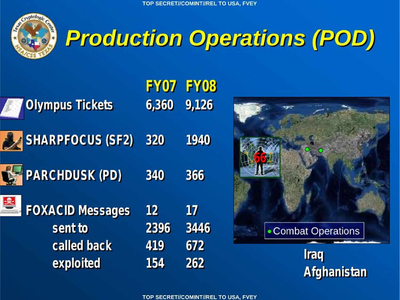 TOP SECRET//COMINT//REL TO USA, FVEY
Production Operations (POD)
FY07 FY08
Olympus Tickets 6,360 9,126
SHARPFOCUS (SF2) 320 1940
PARCHDUSK (PD) 340 366
FOXACID Messages 12 17
sent to 2396 3446
called back 419 672
exploited 154 262
66
Combat Operations
Iraq
Afghanistan
TOP SECRET//COMINT//REL TO USA, FVEY